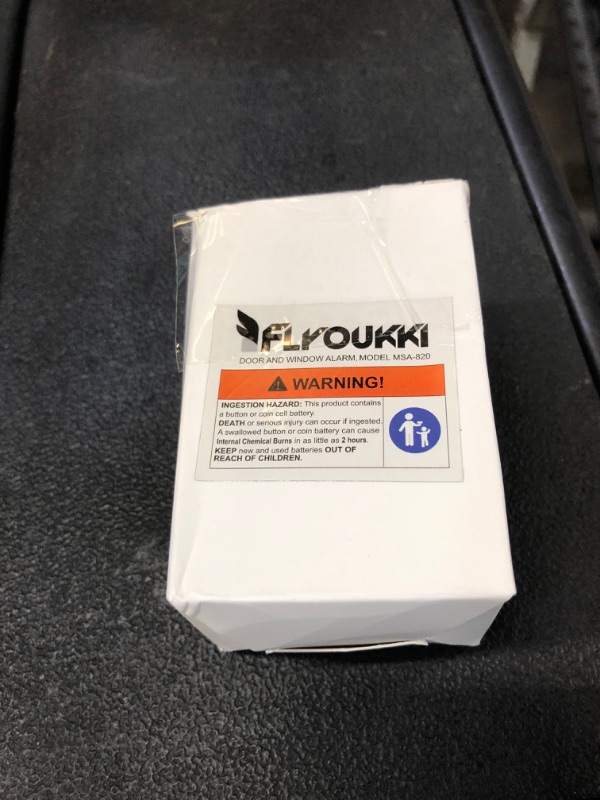 FLYOUKKI
DOOR AND WINDOW ALARM, MODEL MSA-820
WARNING!
INGESTION HAZARD: This product contains
a button or coin cell battery.
DEATH or serious injury can occur if ingested.
A swallowed button or coin battery can cause
Internal Chemical Burns in as little as 2 hours.
KEEP new and used batteries OUT OF
REACH OF CHILDREN.